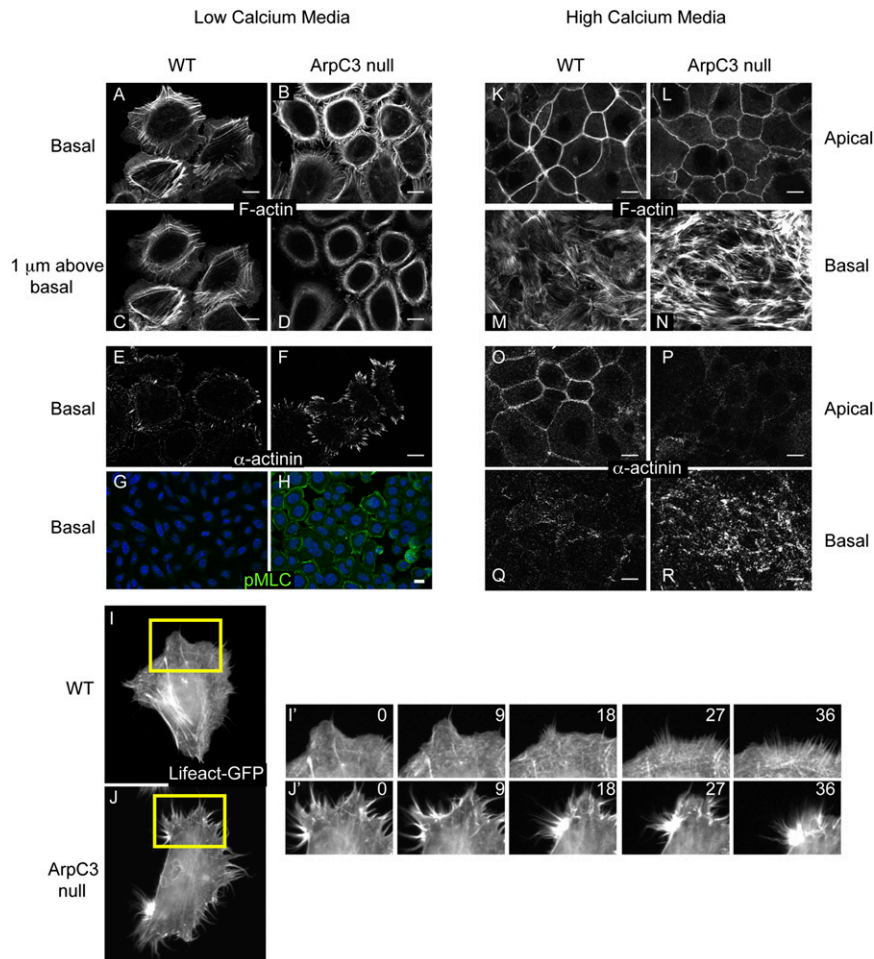 Low Calcium Media
High Calcium Media
WT
ArpC3 null
WT
ArpC3 null
A
B
K
L
Basal
Apical
F-actin
F-actin
1 μm above
basal
Basal
C
D
M
N
E
F
O
P
Basal
Apical
α-actinin
α-actinin
G
H
Basal
Basal
pMLC
Q
R
I
WT
Lifeact-GFP
I' 0 9 18 27 36
J
J' 0 9 18 27 36
ArpC3
null